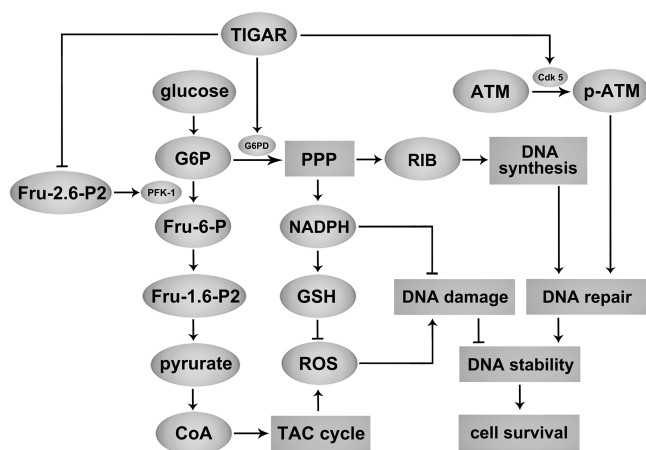 TIGAR
glucose
Cdk 5
ATM
p-ATM
G6PD
G6P
PPP
RIB
DNA
synthesis
Fru-2.6-P2
PFK-1
Fru-6-P
NADPH
Fru-1.6-P2
GSH
DNA damage
DNA repair
pyrurate
ROS
DNA stability
CoA
TAC cycle
cell survival